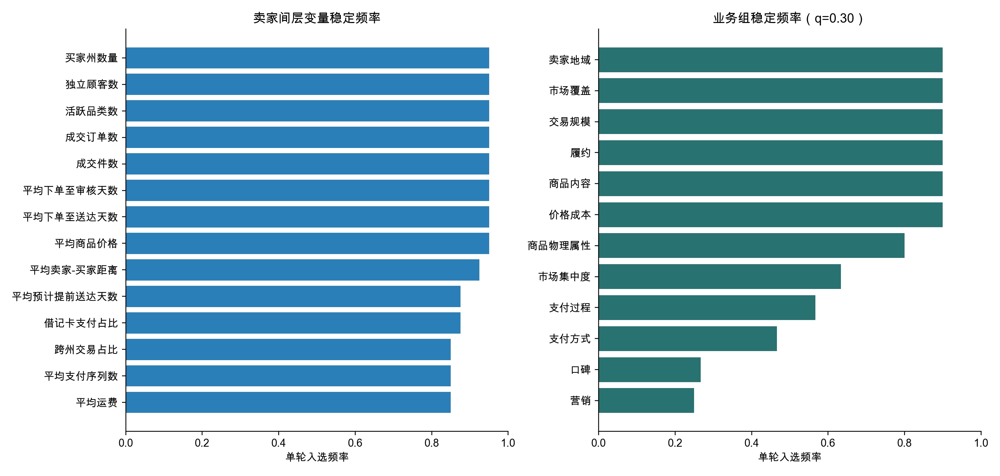 卖家间层变量稳定频率
买家州数量
独立顾客数
活跃品类数
成交订单数
成交件数
平均下单至审核天数
平均下单至送达天数
平均商品价格
平均卖家-买家距离
平均预计提前送达天数
借记卡支付占比
跨州交易占比
平均支付序列数
平均运费
0.0 0.2 0.4 0.6 0.8 1.0
单轮入选频率
业务组稳定频率（q=0.30）
卖家地域
市场覆盖
交易规模
履约
商品内容
价格成本
商品物理属性
市场集中度
支付过程
支付方式
口碑
营销
0.0 0.2 0.4 0.6 0.8 1.0
单轮入选频率